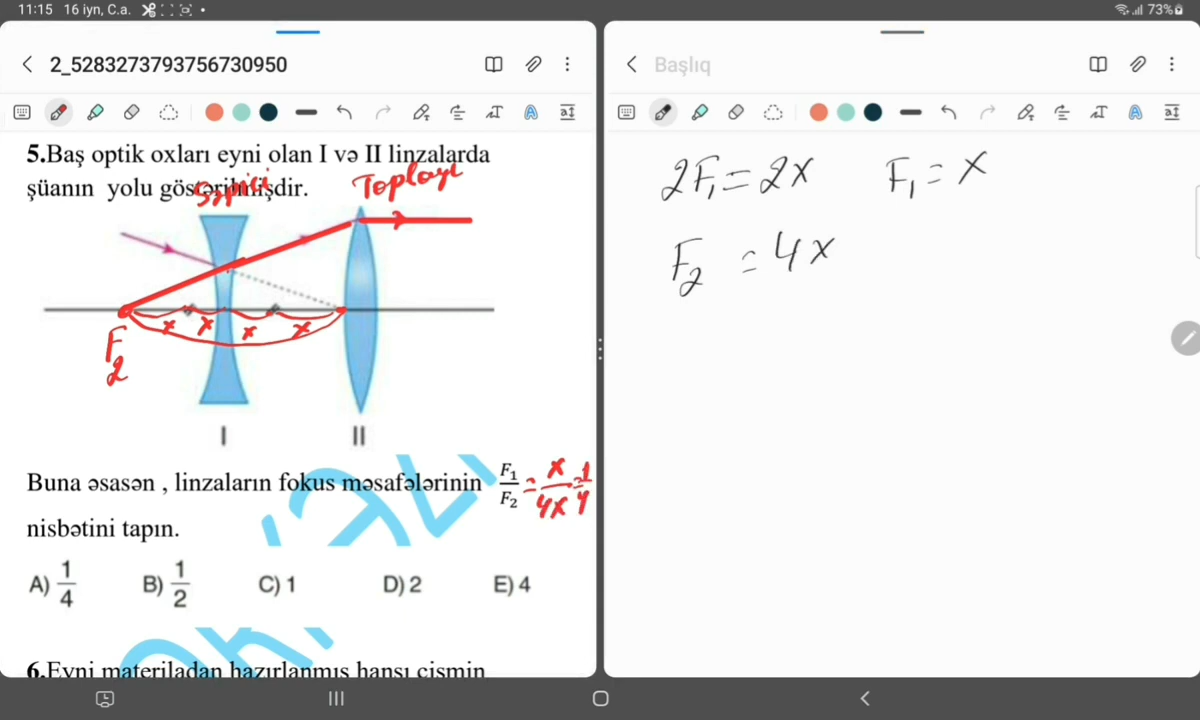 11:15 16 iyn, C.a. 73%
2_5283273793756730950
Başlıq
5.Baş optik oxları eyni olan I və II linzalarda
şüanın yolu göstərilmişdir.
Səpici Toplayı
F
2
x x x x
I II
Buna əsasən , linzaların fokus məsafələrinin F₁/F₂ = x/4x = 1/4
nisbətini tapın.
A) 1/4 B) 1/2 C) 1 D) 2 E) 4
6.Eyni materiladan hazırlanmış hansı cismin
2F₁ = 2x F₁ = x
F₂ = 4x